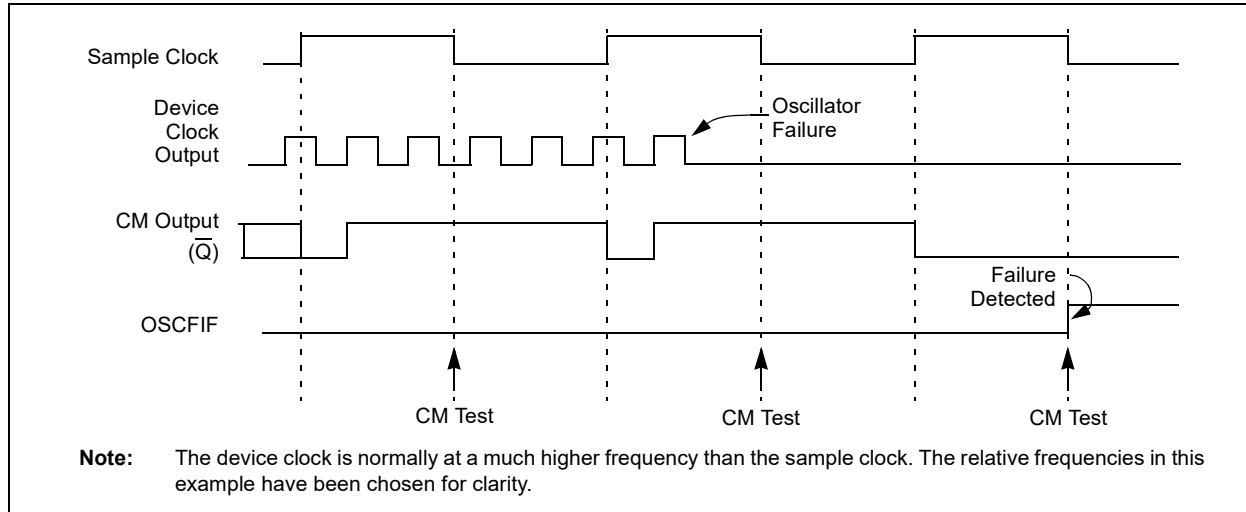 Sample Clock
Device
Clock
Output
Oscillator
Failure
CM Output
(Q̅)
Failure
Detected
OSCFIF
CM Test
CM Test
CM Test
Note: The device clock is normally at a much higher frequency than the sample clock. The relative frequencies in this
example have been chosen for clarity.